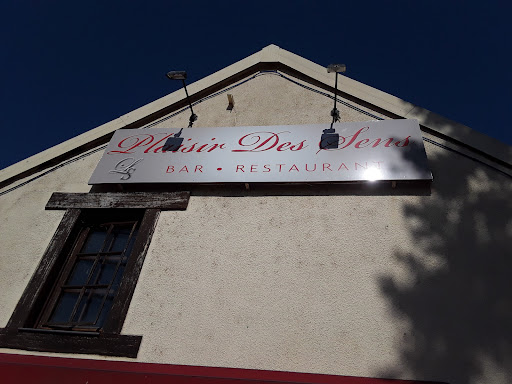 Plaisir Des Sens
BAR • RESTAURANT